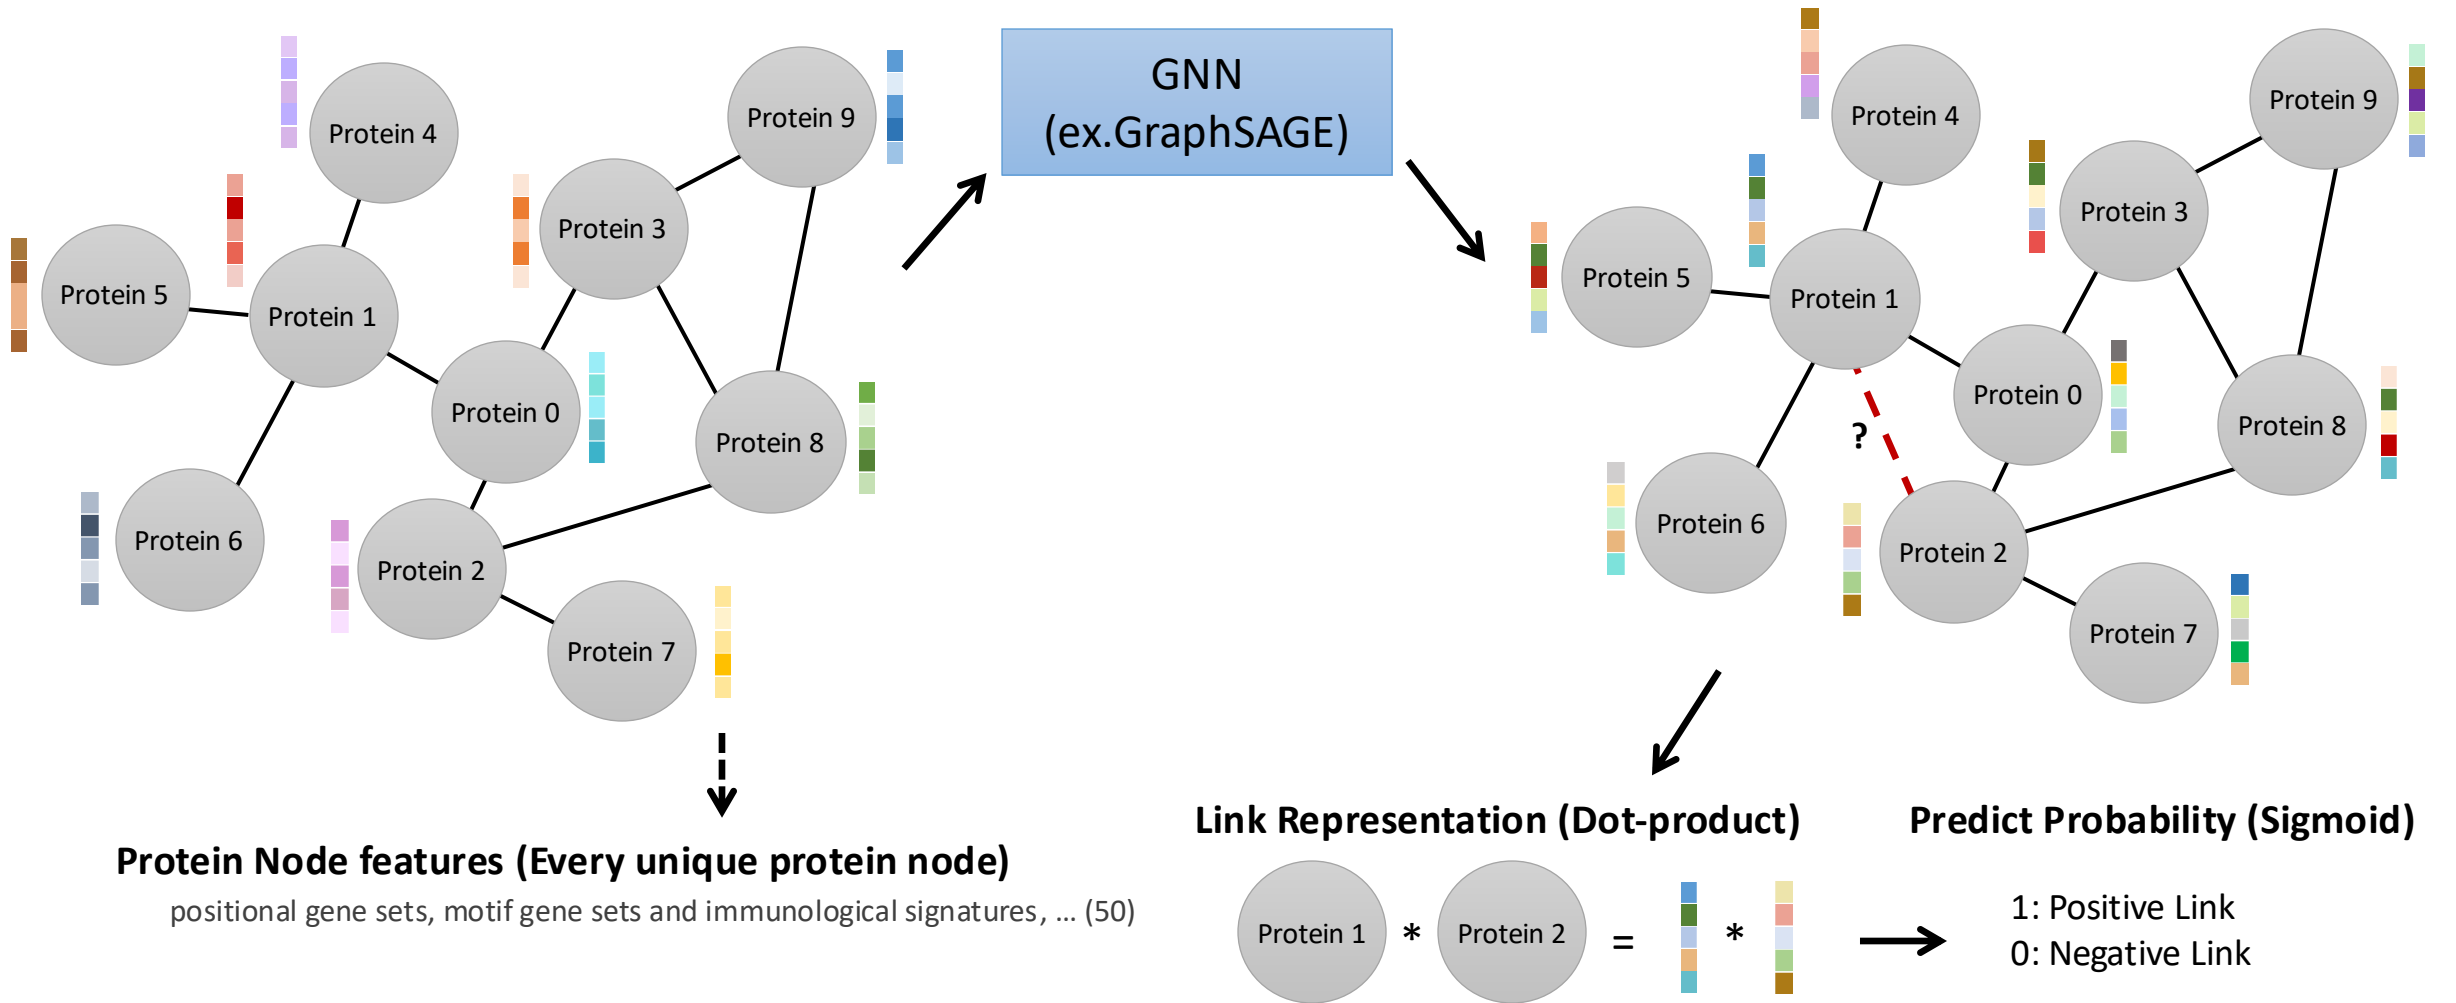 Protein 4
Protein 9
Protein 3
Protein 5
Protein 1
Protein 0
Protein 8
Protein 6
Protein 2
Protein 7
GNN
(ex.GraphSAGE)
Protein 4
Protein 9
Protein 3
Protein 5
Protein 1
Protein 0
?
Protein 8
Protein 6
Protein 2
Protein 7
Protein Node features (Every unique protein node)
positional gene sets, motif gene sets and immunological signatures, ... (50)
Link Representation (Dot-product)
Protein 1 * Protein 2 = *
Predict Probability (Sigmoid)
1: Positive Link
0: Negative Link